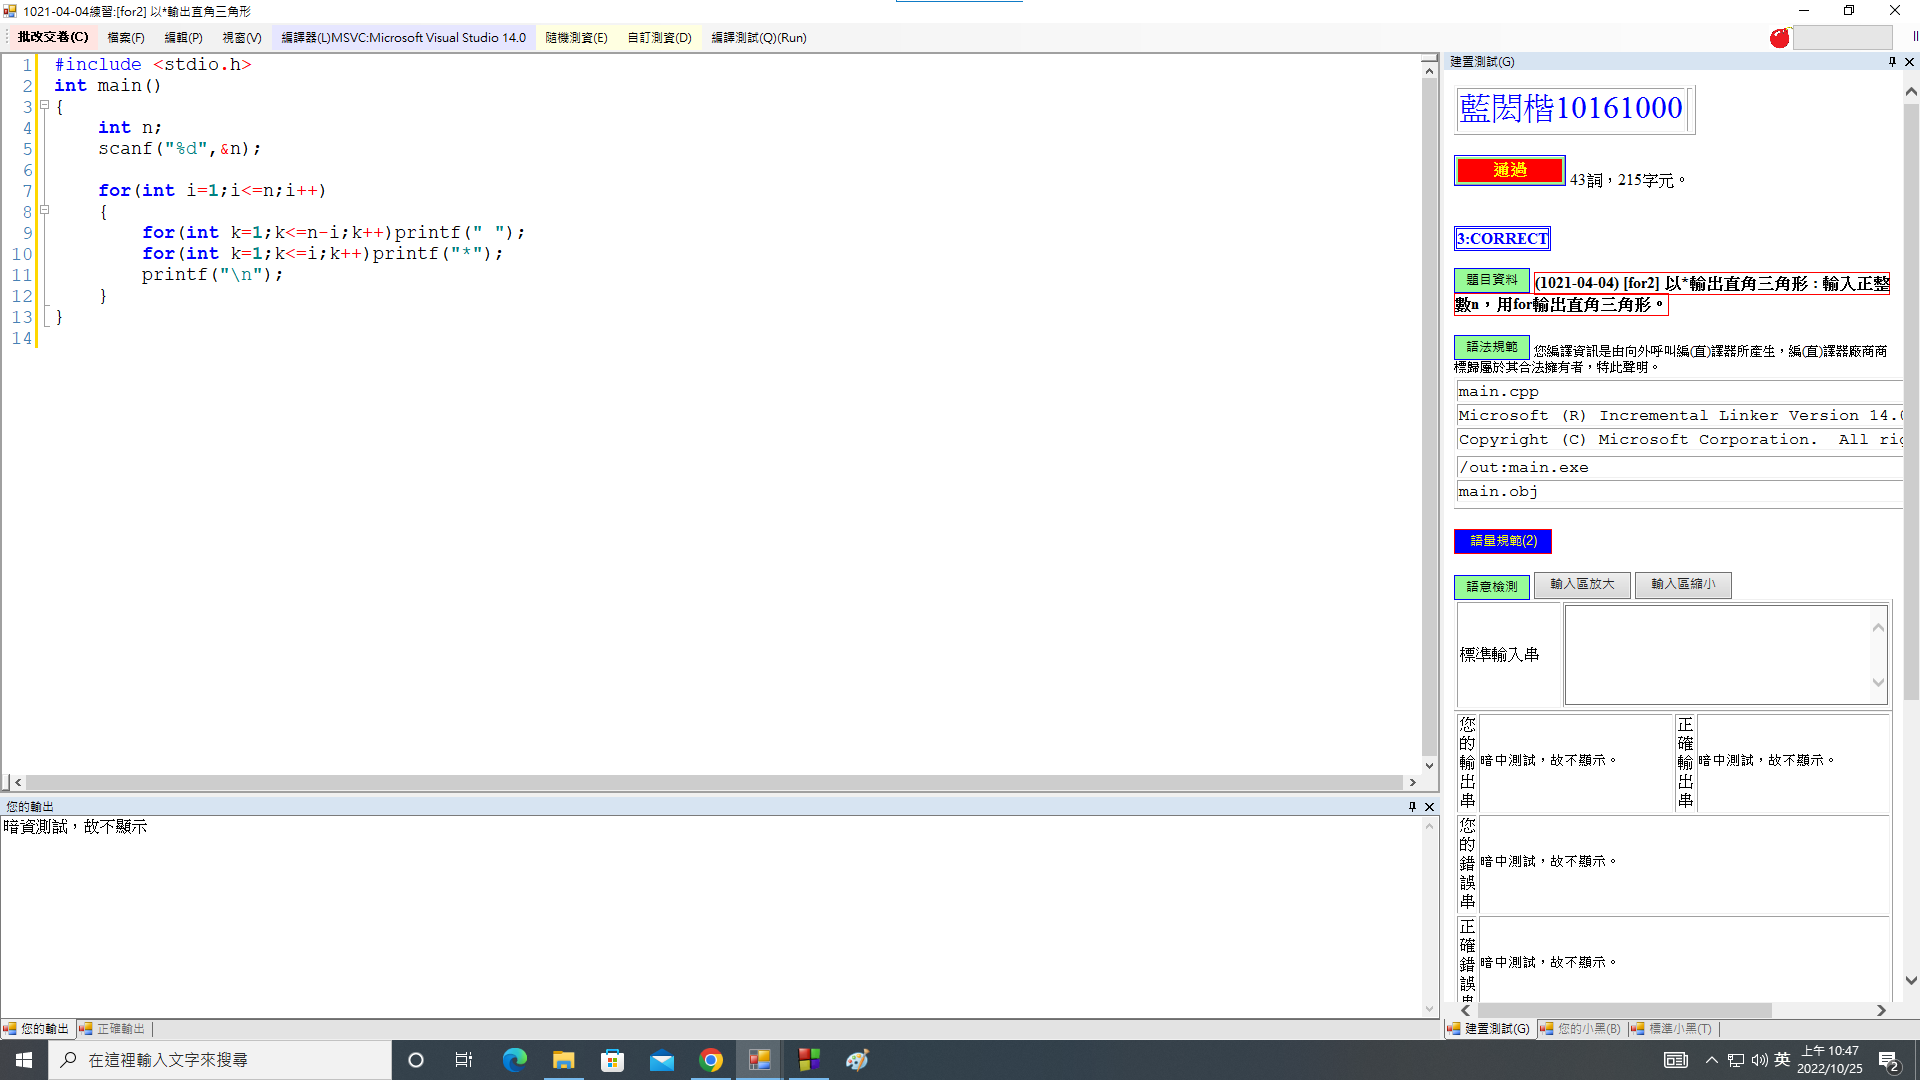 1021-04-04練習:[for2] 以*輸出直角三角形
批改交卷(C) 檔案(F) 編輯(P) 視窗(V) 編譯器(L)MSVC:Microsoft Visual Studio 14.0 隨機測資(E) 自訂測資(D) 編譯測試(Q)(Run)
1 #include <stdio.h>
2 int main()
3 {
4 int n;
5 scanf("%d",&n);
6
7 for(int i=1;i<=n;i++)
8 {
9 for(int k=1;k<=n-i;k++)printf(" ");
10 for(int k=1;k<=i;k++)printf("*");
11 printf("\n");
12 }
13 }
14
您的輸出
暗資測試，故不顯示
您的輸出 正確輸出
建置測試(G)
藍閎楷10161000
通過 43詞，215字元。
3:CORRECT
題目資料 (1021-04-04) [for2] 以*輸出直角三角形：輸入正整
數n，用for輸出直角三角形。
語法規範 您編譯資訊是由向外呼叫編(直)譯器所產生，編(直)譯器廠商商
標歸屬於其合法擁有者，特此聲明。
main.cpp
Microsoft (R) Incremental Linker Version 14.0
Copyright (C) Microsoft Corporation. All rig
/out:main.exe
main.obj
語量規範(2)
語意檢測 輸入區放大 輸入區縮小
標準輸入串
您的輸出串 暗中測試，故不顯示。 正確輸出串 暗中測試，故不顯示。
您的錯誤串 暗中測試，故不顯示。
正確錯誤串 暗中測試，故不顯示。
建置測試(G) 您的小黑(B) 標準小黑(T)
在這裡輸入文字來搜尋
英 上午 10:47
2022/10/25
2